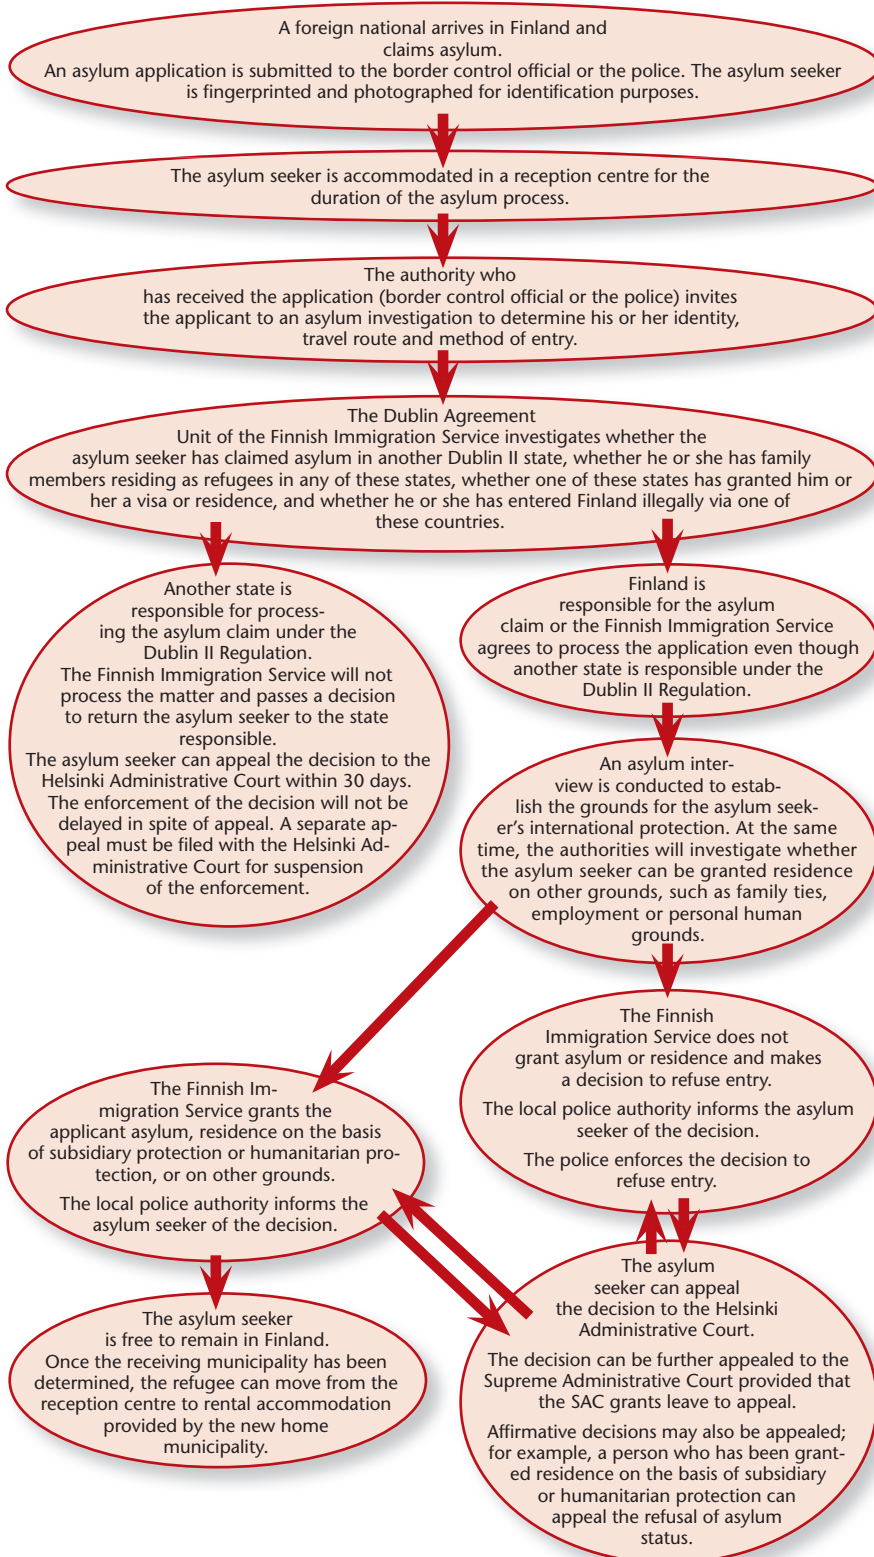 A foreign national arrives in Finland and
claims asylum.
An asylum application is submitted to the border control official or the police. The asylum seeker
is fingerprinted and photographed for identification purposes.
The asylum seeker is accommodated in a reception centre for the
duration of the asylum process.
The authority who
has received the application (border control official or the police) invites
the applicant to an asylum investigation to determine his or her identity,
travel route and method of entry.
The Dublin Agreement
Unit of the Finnish Immigration Service investigates whether the
asylum seeker has claimed asylum in another Dublin II state, whether he or she has family
members residing as refugees in any of these states, whether one of these states has granted him or
her a visa or residence, and whether he or she has entered Finland illegally via one of
these countries.
Another state is
responsible for process-
ing the asylum claim under the
Dublin II Regulation.
The Finnish Immigration Service will not
process the matter and passes a decision
to return the asylum seeker to the state
responsible.
The asylum seeker can appeal the decision to the
Helsinki Administrative Court within 30 days.
The enforcement of the decision will not be
delayed in spite of appeal. A separate ap-
peal must be filed with the Helsinki Ad-
ministrative Court for suspension
of the enforcement.
Finland is
responsible for the asylum
claim or the Finnish Immigration Service
agrees to process the application even though
another state is responsible under the
Dublin II Regulation.
An asylum inter-
view is conducted to estab-
lish the grounds for the asylum seek-
er's international protection. At the same
time, the authorities will investigate whether
the asylum seeker can be granted residence
on other grounds, such as family ties,
employment or personal human
grounds.
The Finnish
Immigration Service does not
grant asylum or residence and makes
a decision to refuse entry.
The local police authority informs the asylum
seeker of the decision.
The police enforces the decision to
refuse entry.
The Finnish Im-
migration Service grants the
applicant asylum, residence on the basis
of subsidiary protection or humanitarian pro-
tection, or on other grounds.
The local police authority informs the
asylum seeker of the decision.
The asylum seeker
is free to remain in Finland.
Once the receiving municipality has been
determined, the refugee can move from the
reception centre to rental accommodation
provided by the new home
municipality.
The asylum
seeker can appeal
the decision to the Helsinki
Administrative Court.
The decision can be further appealed to the
Supreme Administrative Court provided that
the SAC grants leave to appeal.
Affirmative decisions may also be appealed;
for example, a person who has been grant-
ed residence on the basis of subsidiary
or humanitarian protection can
appeal the refusal of asylum
status.